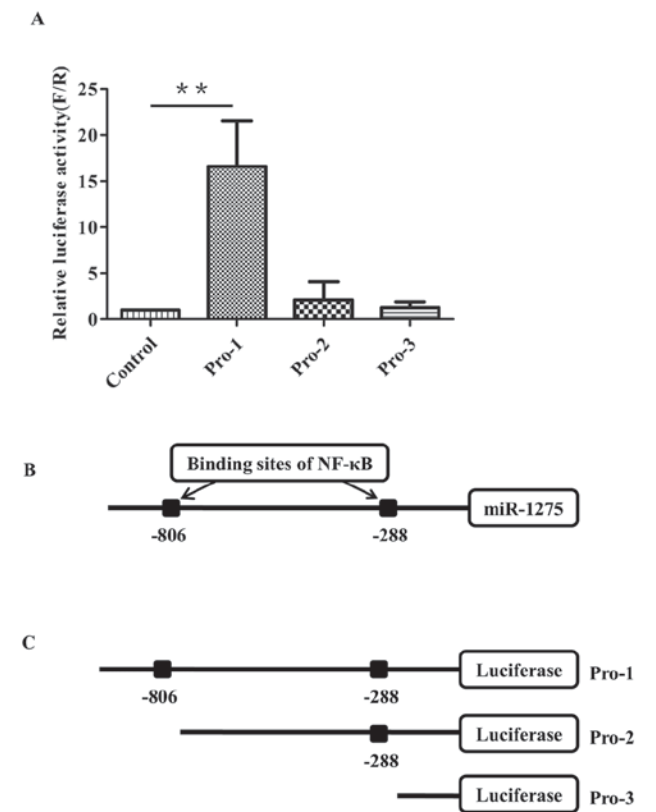 A
Relative luciferase activity(F/R)
25
20
15
10
5
0
**
Control
Pro-1
Pro-2
Pro-3
B
Binding sites of NF-κB
miR-1275
-806
-288
C
Luciferase
Pro-1
-806
-288
Luciferase
Pro-2
-288
Luciferase
Pro-3